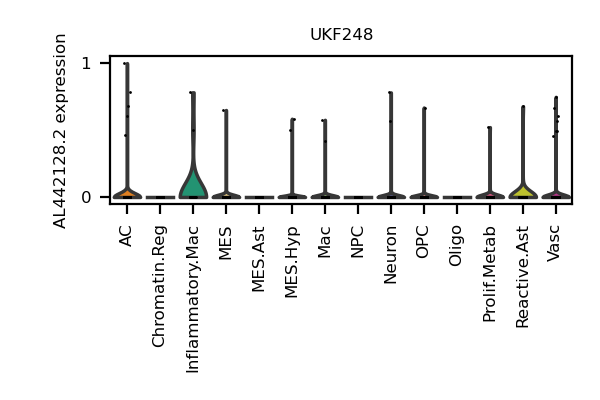 UKF248
AL442128.2 expression
1
0
AC
Chromatin.Reg
Inflammatory.Mac
MES
MES.Ast
MES.Hyp
Mac
NPC
Neuron
OPC
Oligo
Prolif.Metab
Reactive.Ast
Vasc